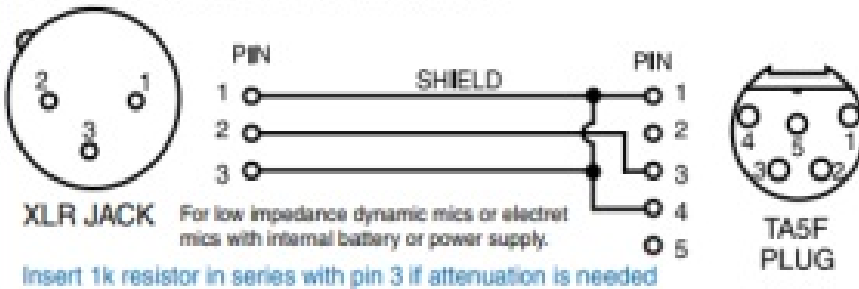 PIN
PIN
SHIELD
1
1
2
1
2
2
3
3
3
4
5
4
5
1
3
2
XLR JACK
For low impedance dynamic mics or electret
mics with internal battery or power supply.
TA5F
PLUG
Insert 1k resistor in series with pin 3 if attenuation is needed